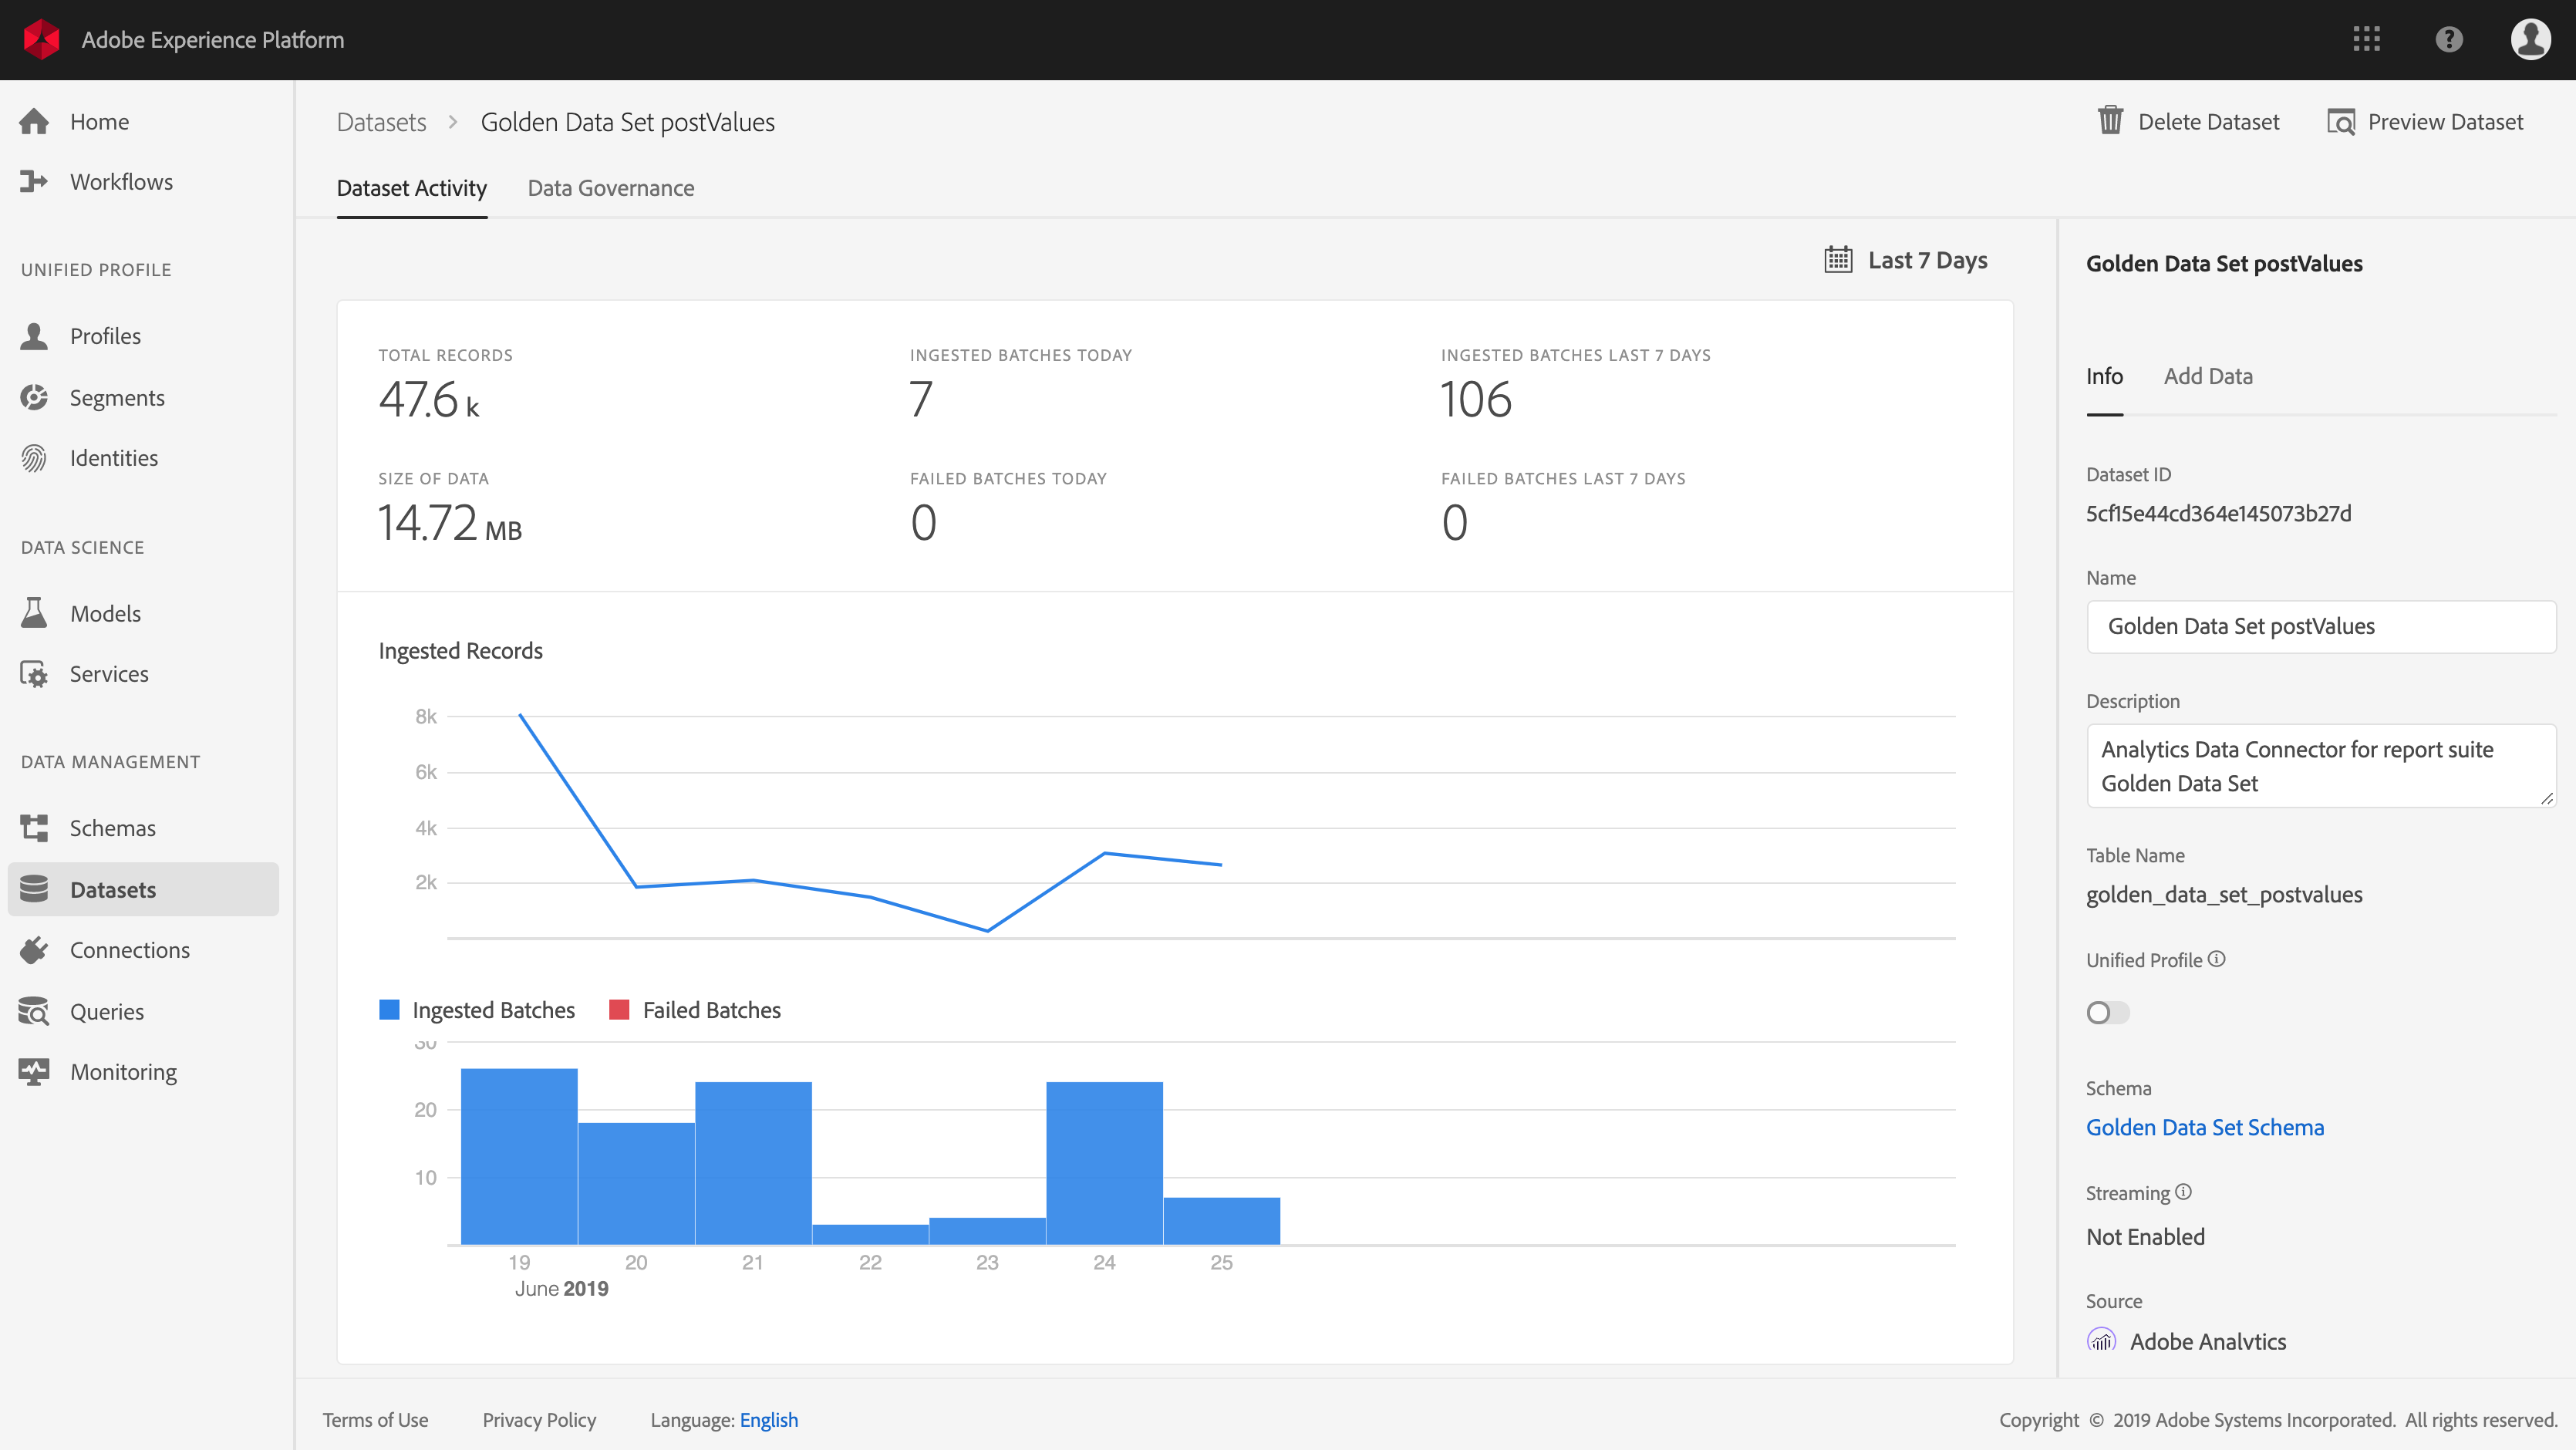 Adobe Experience Platform
Home
Workflows
UNIFIED PROFILE
Profiles
Segments
Identities
DATA SCIENCE
Models
Services
DATA MANAGEMENT
Schemas
Datasets
Connections
Queries
Monitoring
Datasets > Golden Data Set postValues
Delete Dataset
Preview Dataset
Dataset Activity
Data Governance
Last 7 Days
TOTAL RECORDS
47.6 k
INGESTED BATCHES TODAY
7
INGESTED BATCHES LAST 7 DAYS
106
SIZE OF DATA
14.72 MB
FAILED BATCHES TODAY
0
FAILED BATCHES LAST 7 DAYS
0
Ingested Records
8k
6k
4k
2k
Ingested Batches
Failed Batches
30
20
10
19 20 21 22 23 24 25
June 2019
Golden Data Set postValues
Info
Add Data
Dataset ID
5cf15e44cd364e145073b27d
Name
Golden Data Set postValues
Description
Analytics Data Connector for report suite
Golden Data Set
Table Name
golden_data_set_postvalues
Unified Profile
Schema
Golden Data Set Schema
Streaming
Not Enabled
Source
Adobe Analytics
Terms of Use
Privacy Policy
Language: English
Copyright © 2019 Adobe Systems Incorporated. All rights reserved.